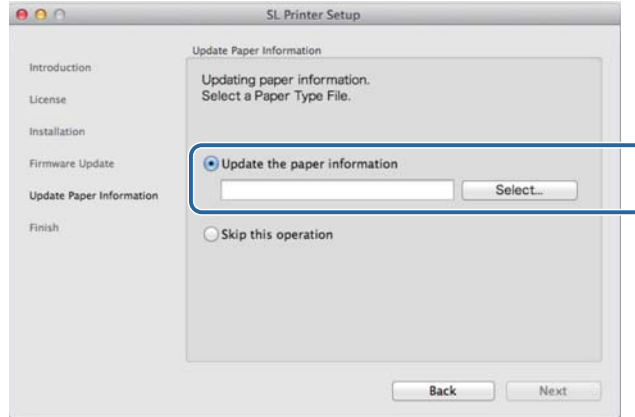 SL Printer Setup
Introduction
License
Installation
Firmware Update
Update Paper Information
Finish
Update Paper Information
Updating paper information.
Select a Paper Type File.
Update the paper information
Select...
Skip this operation
Back
Next